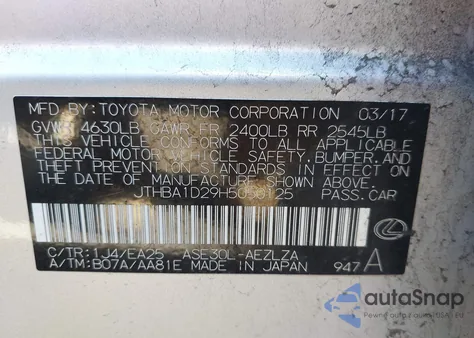 MFD. BY: TOYOTA MOTOR CORPORATION 03/17
GVWR 4630LB GAWR FR 2400LB RR 2545LB
THIS VEHICLE CONFORMS TO ALL APPLICABLE
FEDERAL MOTOR VEHICLE SAFETY, BUMPER, AND
THEFT PREVENTION STANDARDS IN EFFECT ON
THE DATE OF MANUFACTURE SHOWN ABOVE.
PASS.CAR
C/TR:1J4/EA25 ASE30L-AEZLZA
A/TM:B07A/AA81E MADE IN JAPAN 947 A
autoSnap